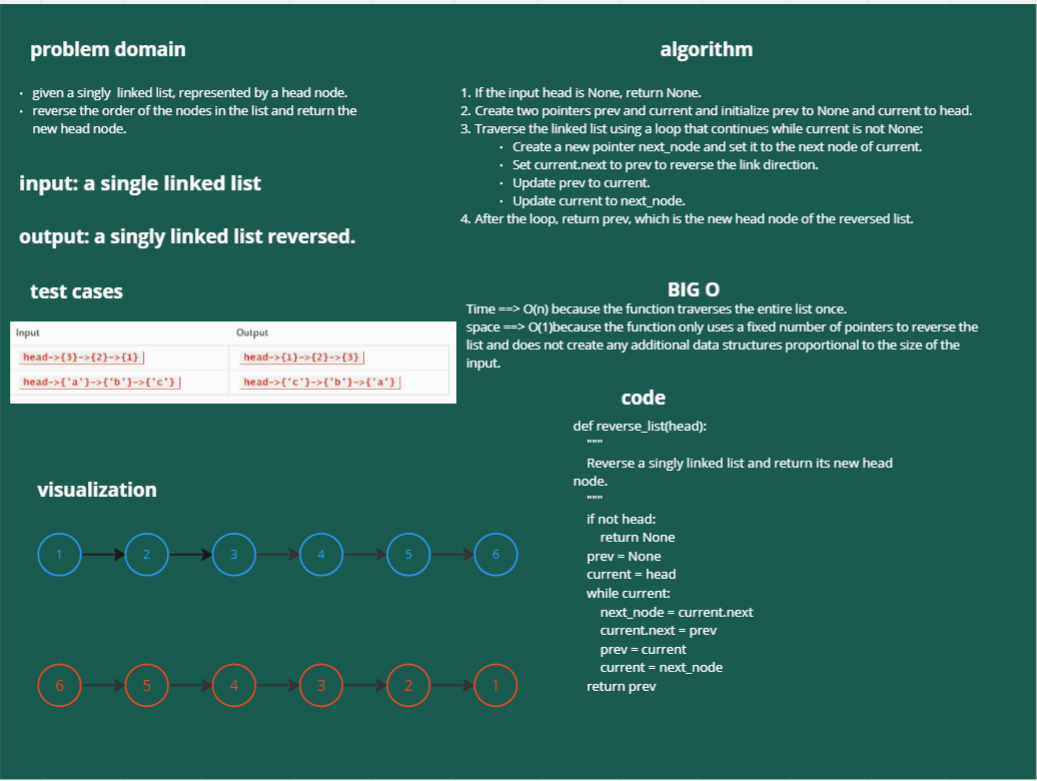 problem domain
· given a singly  linked list, represented by a head node.
· reverse the order of the nodes in the list and return the
new head node.
input: a single linked list
output: a singly linked list reversed.
test cases
Input Output
head->{3}->{2}->{1}| head->{1}->{2}->{3}|
head->{'a'}->{'b'}->{'c'}| head->{'c'}->{'b'}->{'a'}|
visualization
1 2 3 4 5 6
6 5 4 3 2 1
algorithm
1. If the input head is None, return None.
2. Create two pointers prev and current and initialize prev to None and current to head.
3. Traverse the linked list using a loop that continues while current is not None:
· Create a new pointer next_node and set it to the next node of current.
· Set current.next to prev to reverse the link direction.
· Update prev to current.
· Update current to next_node.
4. After the loop, return prev, which is the new head node of the reversed list.
BIG O
Time ==> O(n) because the function traverses the entire list once.
space ==> O(1)because the function only uses a fixed number of pointers to reverse the
list and does not create any additional data structures proportional to the size of the
input.
code
def reverse_list(head):
"""
Reverse a singly linked list and return its new head
node.
"""
if not head:
return None
prev = None
current = head
while current:
next_node = current.next
current.next = prev
prev = current
current = next_node
return prev